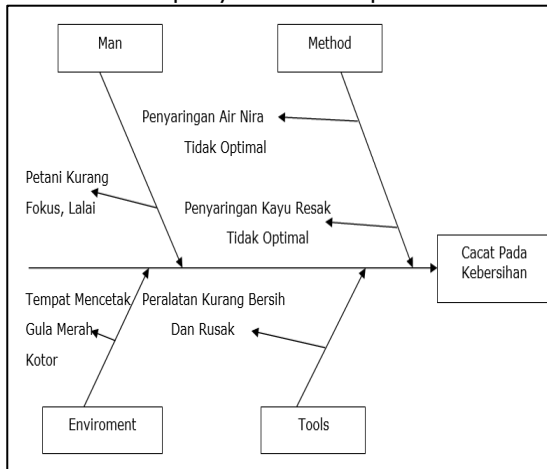 Man
Method
Penyaringan Air Nira
Tidak Optimal
Petani Kurang
Fokus, Lalai
Penyaringan Kayu Resak
Tidak Optimal
Cacat Pada
Kebersihan
Tempat Mencetak
Gula Merah
Kotor
Peralatan Kurang Bersih
Dan Rusak
Enviroment
Tools